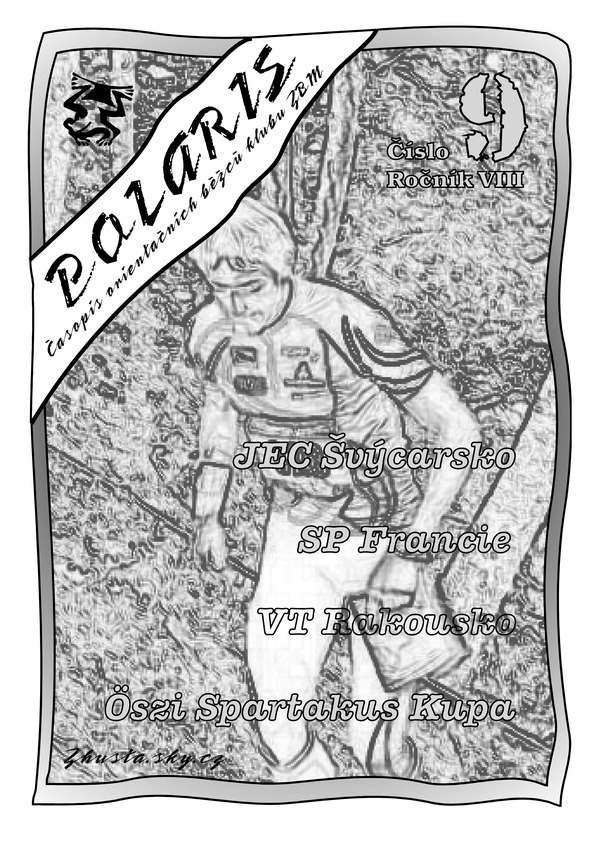 POLARIS
Časopis orientačních běžců klubu ZBM
9
Číslo
Ročník VIII
JEC Švýcarsko
SP Francie
VT Rakousko
Öszi Spartakus Kupa
Zhusta.sky.cz